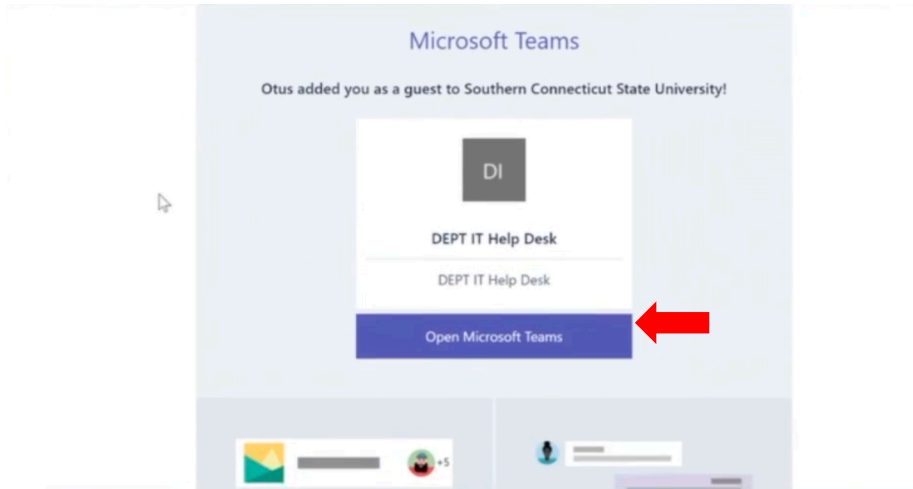 Microsoft Teams
Otus added you as a guest to Southern Connecticut State University!
DI
DEPT IT Help Desk
DEPT IT Help Desk
Open Microsoft Teams
+5